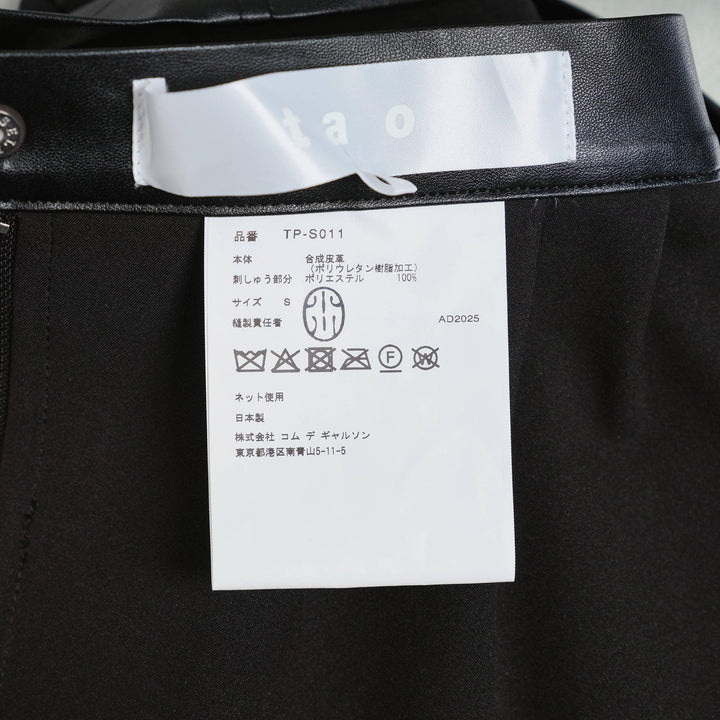 tao
SEL
品番 TP-S011
本体 合成皮革
(ポリウレタン樹脂加工)
刺しゅう部分 ポリエステル 100%
サイズ S
縫製責任者 AD2025
F W
ネット使用
日本製
株式会社 コム デ ギャルソン
東京都港区南青山5-11-5